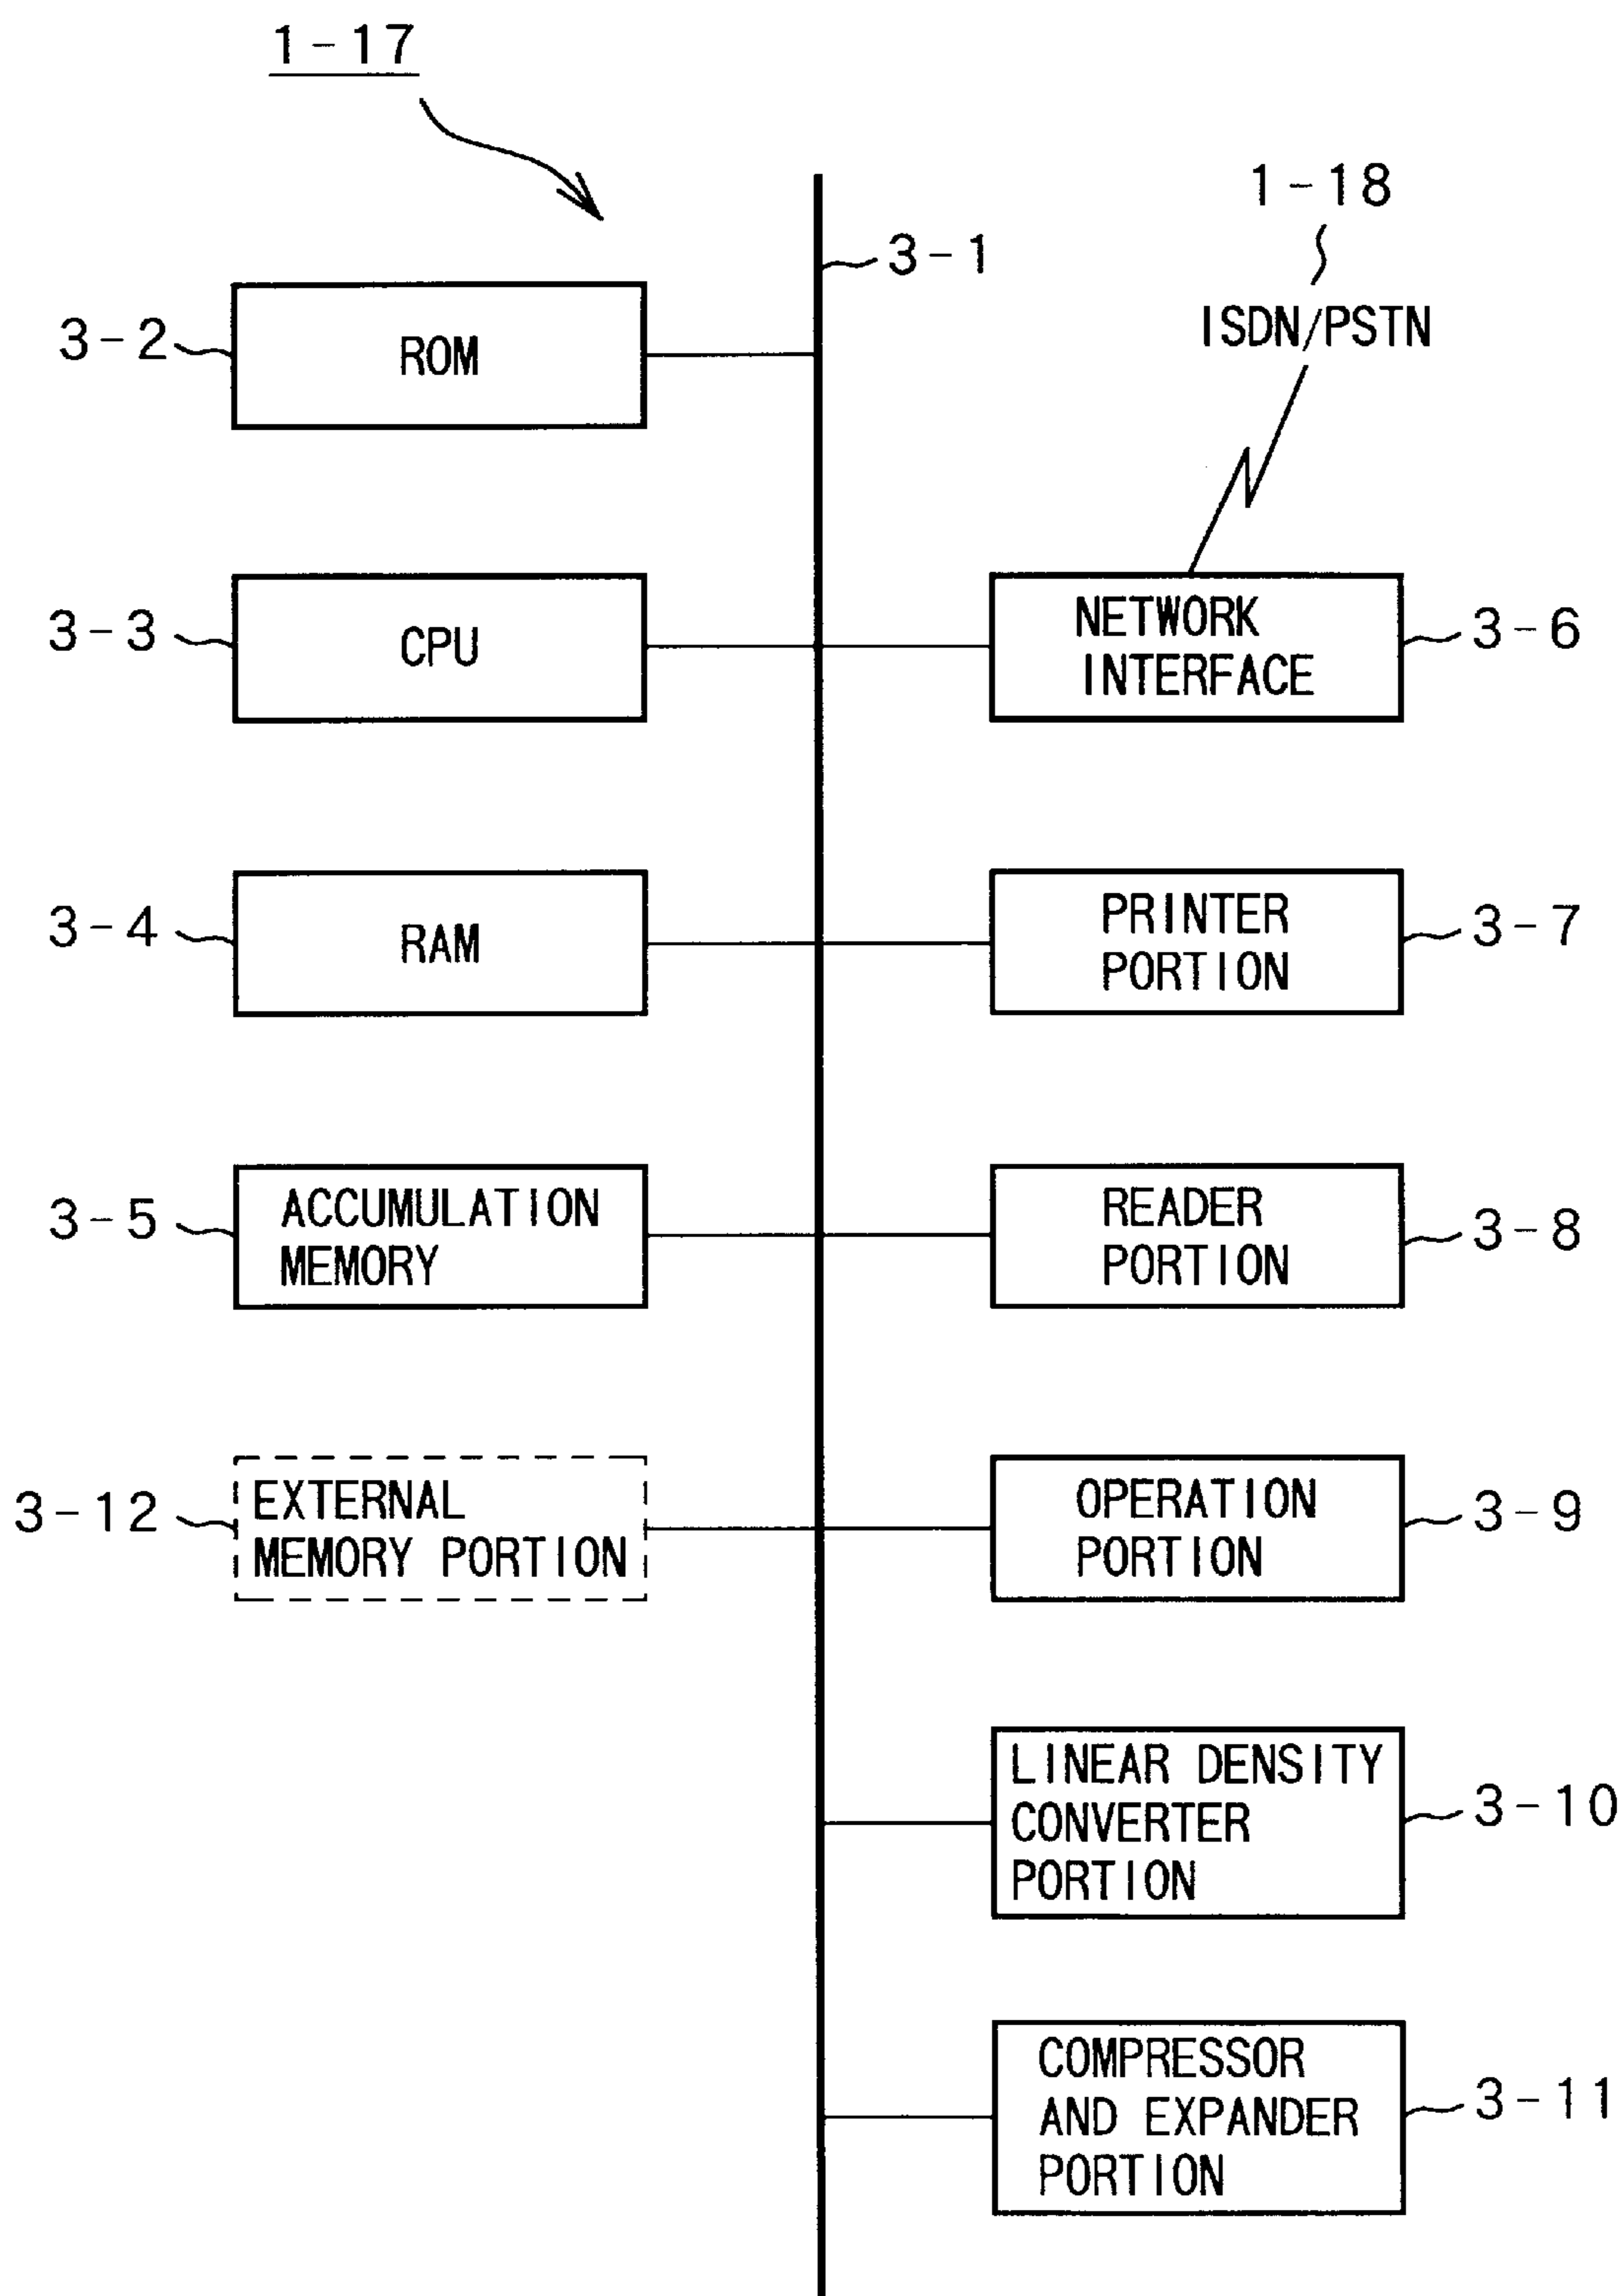 1-17
1-18
3-1
ISDN/PSTN
3-2
ROM
3-3
CPU
NETWORK
INTERFACE
3-6
3-4
RAM
PRINTER
PORTION
3-7
3-5
ACCUMULATION
MEMORY
READER
PORTION
3-8
3-12
EXTERNAL
MEMORY PORTION
OPERATION
PORTION
3-9
LINEAR DENSITY
CONVERTER
PORTION
3-10
COMPRESSOR
AND EXPANDER
PORTION
3-11